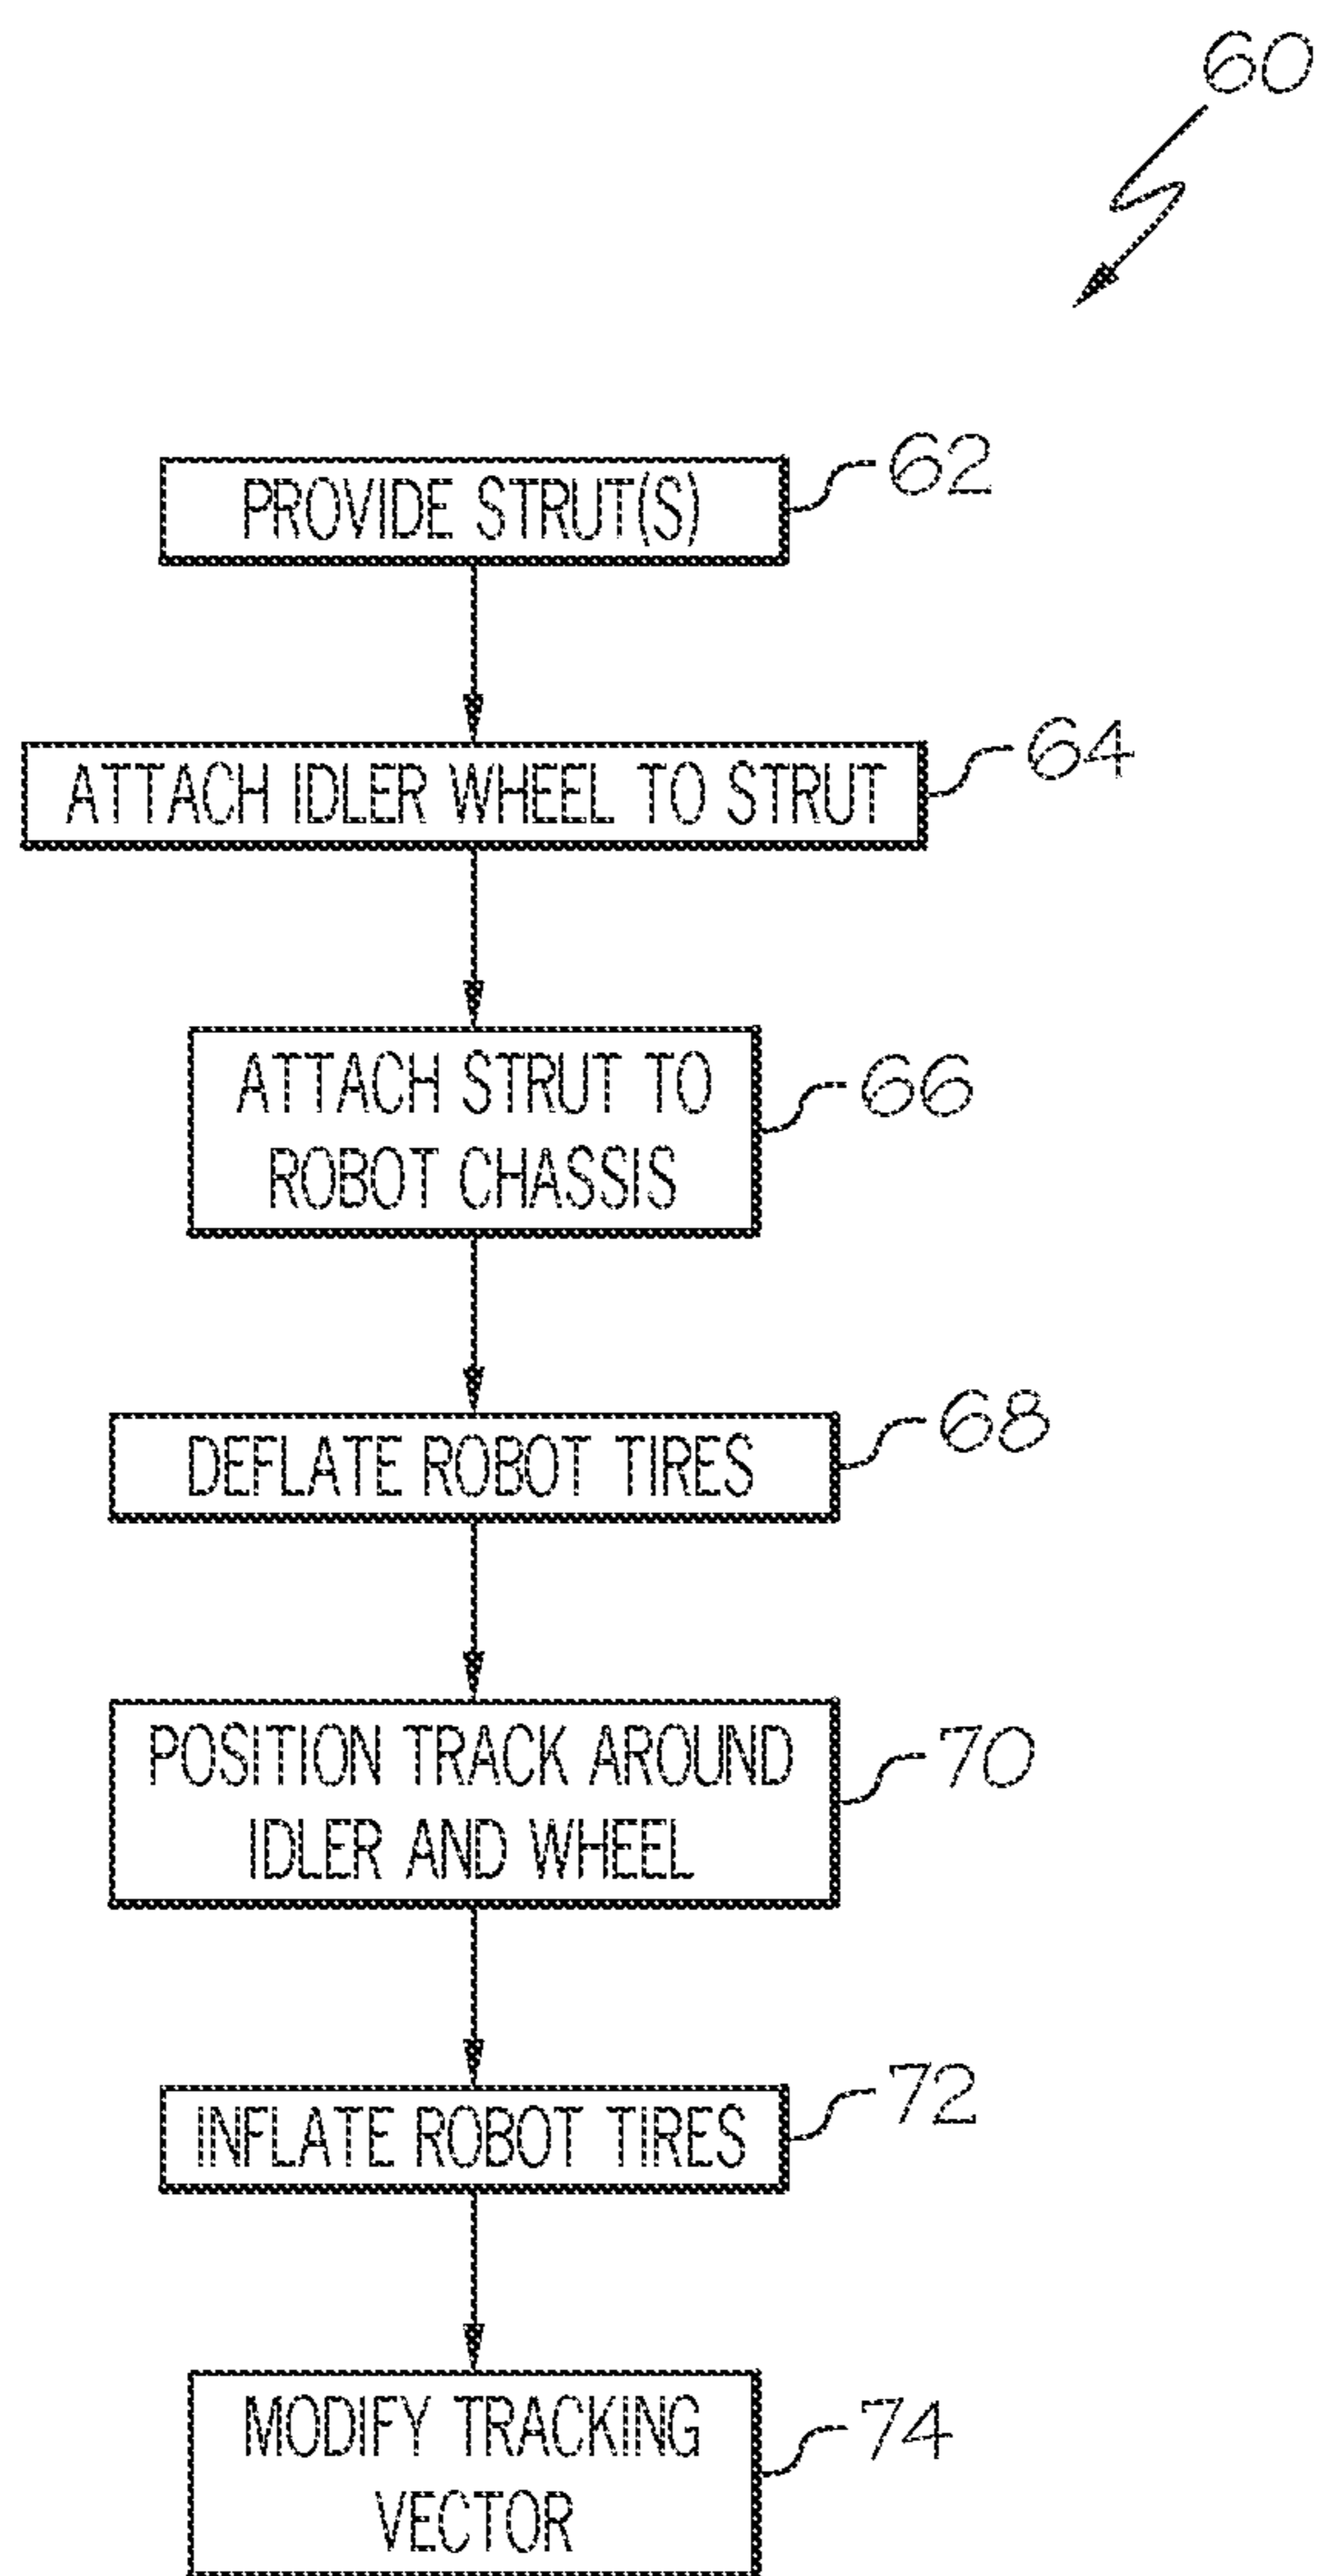 60
PROVIDE STRUT(S)
62
ATTACH IDLER WHEEL TO STRUT
64
ATTACH STRUT TO
ROBOT CHASSIS
66
DEFLATE ROBOT TIRES
68
POSITION TRACK AROUND
IDLER AND WHEEL
70
INFLATE ROBOT TIRES
72
MODIFY TRACKING
VECTOR
74